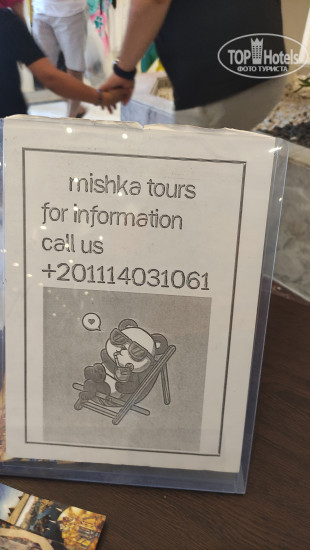 TOP Hotels
ФОТО ТУРИСТА
mishka tours
for information
call us
+201114031061